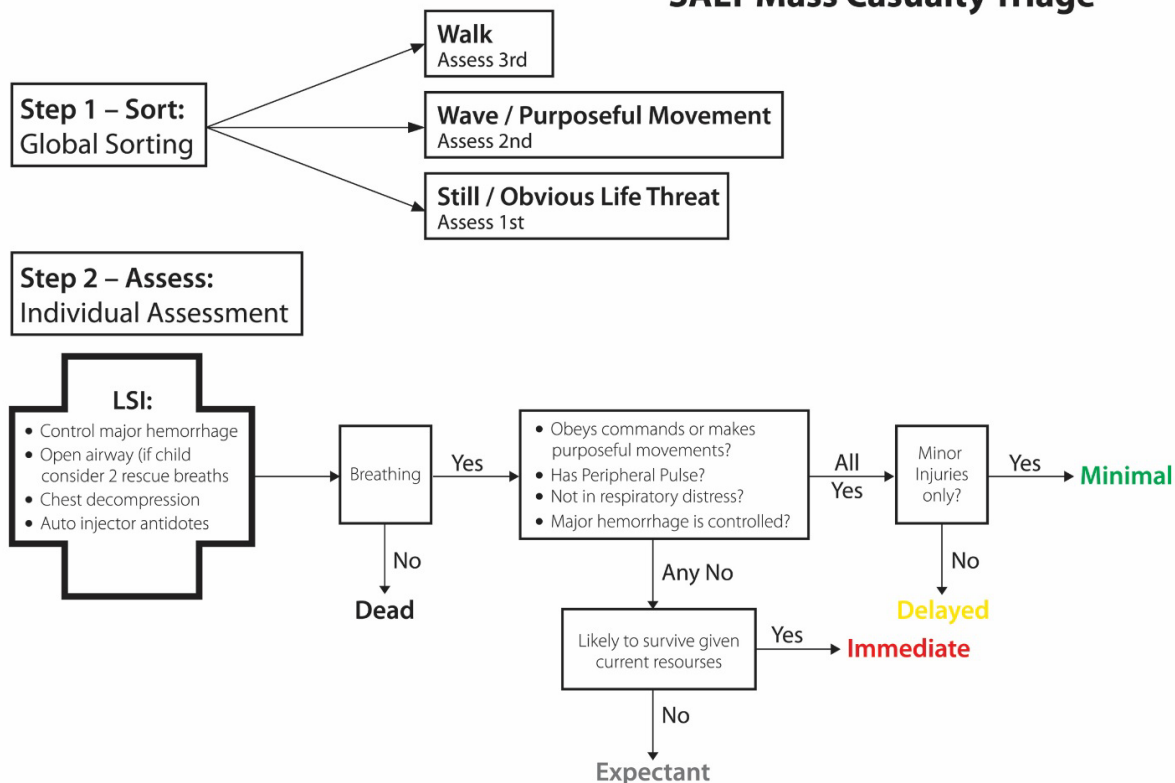 SALT Mass Casualty Triage
Walk
Assess 3rd
Step 1 – Sort:
Global Sorting
Wave / Purposeful Movement
Assess 2nd
Still / Obvious Life Threat
Assess 1st
Step 2 – Assess:
Individual Assessment
LSI:
• Control major hemorrhage
• Open airway (if child
consider 2 rescue breaths
• Chest decompression
• Auto injector antidotes
Breathing
Yes
No
Dead
• Obeys commands or makes
purposeful movements?
• Has Peripheral Pulse?
• Not in respiratory distress?
• Major hemorrhage is controlled?
All
Yes
Minor
Injuries
only?
Yes
Minimal
No
Delayed
Any No
Likely to survive given
current resourses
Yes
Immediate
No
Expectant